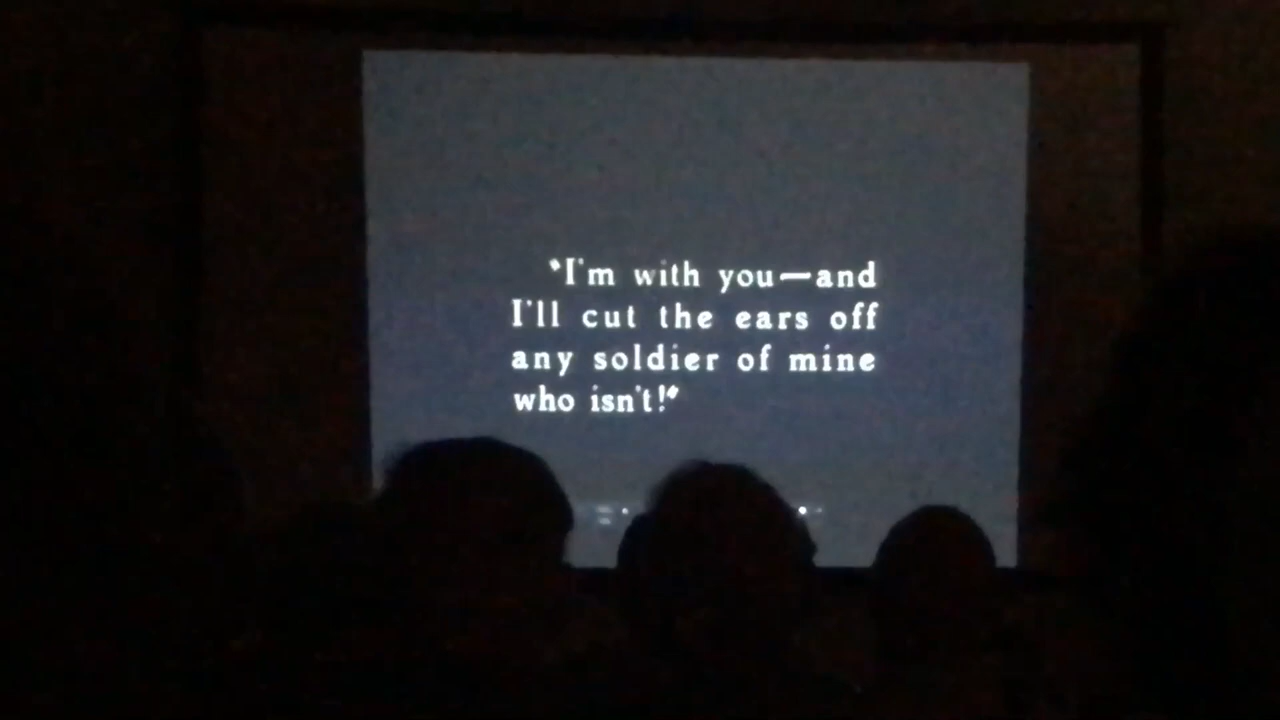 "I'm with you—and
I'll cut the ears off
any soldier of mine
who isn't!"